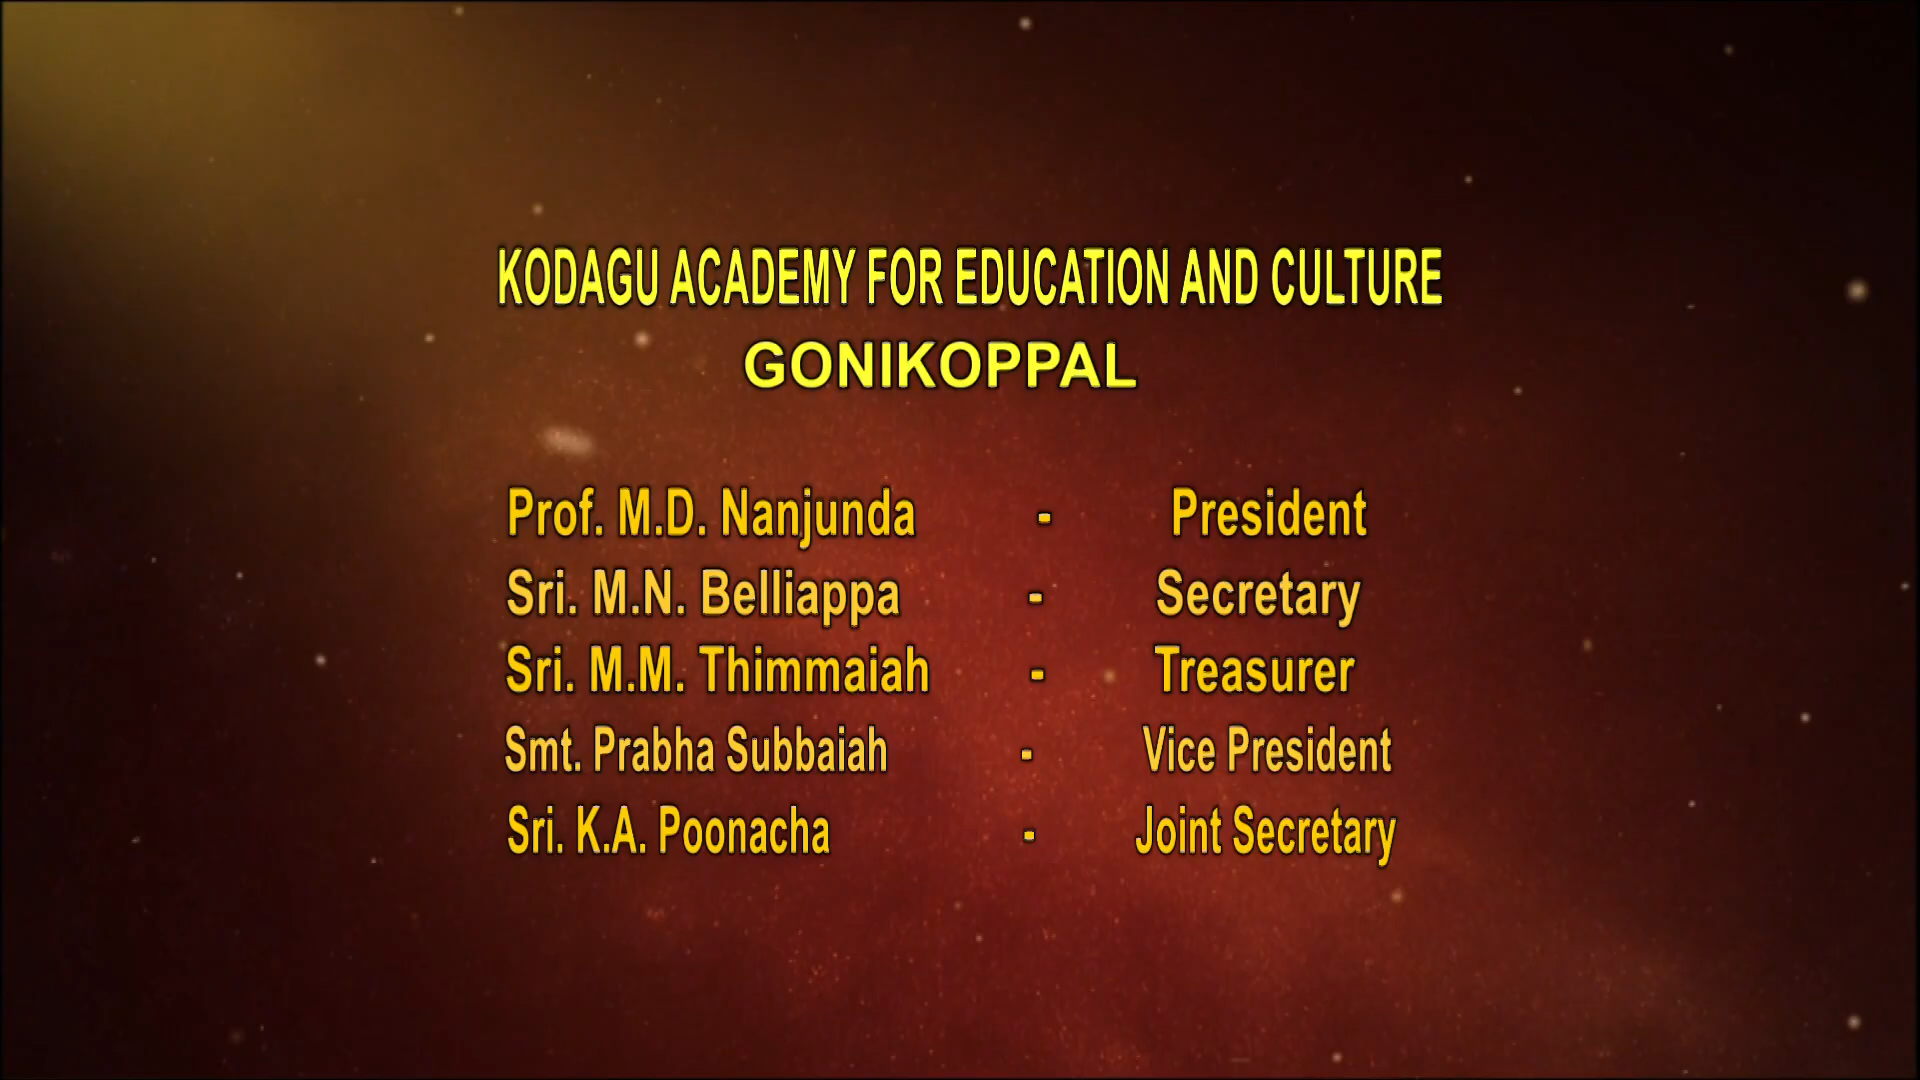 KODAGU ACADEMY FOR EDUCATION AND CULTURE
GONIKOPPAL
Prof. M.D. Nanjunda - President
Sri. M.N. Belliappa - Secretary
Sri. M.M. Thimmaiah - Treasurer
Smt. Prabha Subbaiah - Vice President
Sri. K.A. Poonacha - Joint Secretary